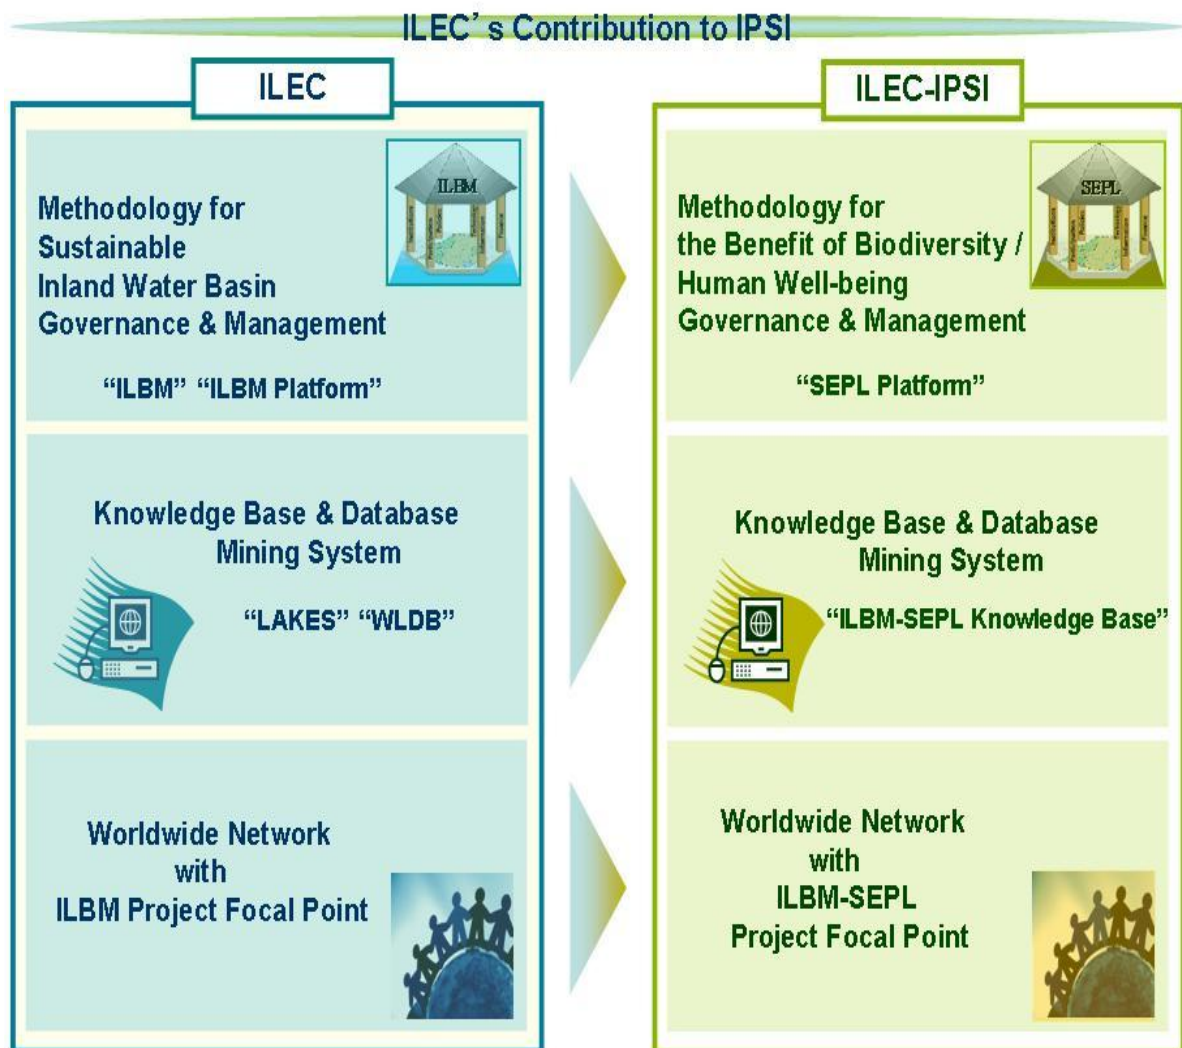 ILEC’s Contribution to IPSI
ILEC
ILBM
Methodology for
Sustainable
Inland Water Basin
Governance & Management
“ILBM” “ILBM Platform”
Knowledge Base & Database
Mining System
“LAKES” “WLDB”
Worldwide Network
with
ILBM Project Focal Point
ILEC-IPSI
SEPL
Methodology for
the Benefit of Biodiversity /
Human Well-being
Governance & Management
“SEPL Platform”
Knowledge Base & Database
Mining System
“ILBM-SEPL Knowledge Base”
Worldwide Network
with
ILBM-SEPL
Project Focal Point